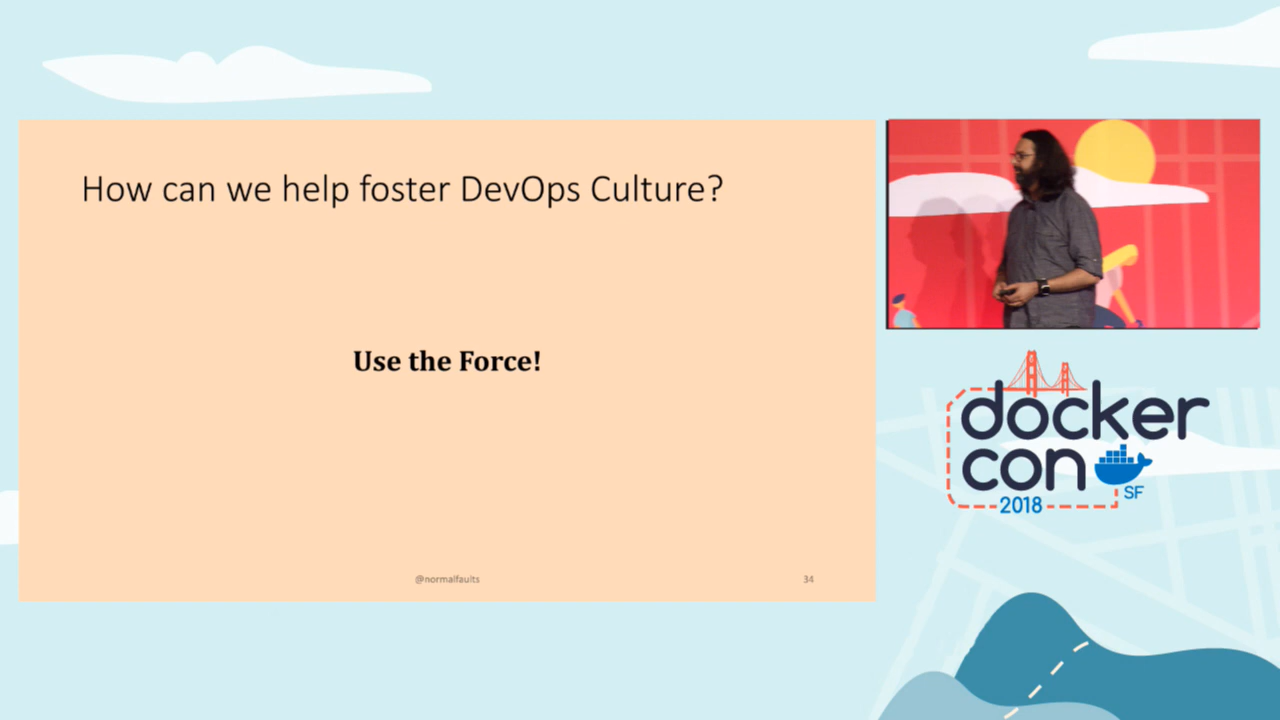 How can we help foster DevOps Culture?
Use the Force!
@normalfaults
34
docker
con
SF
2018